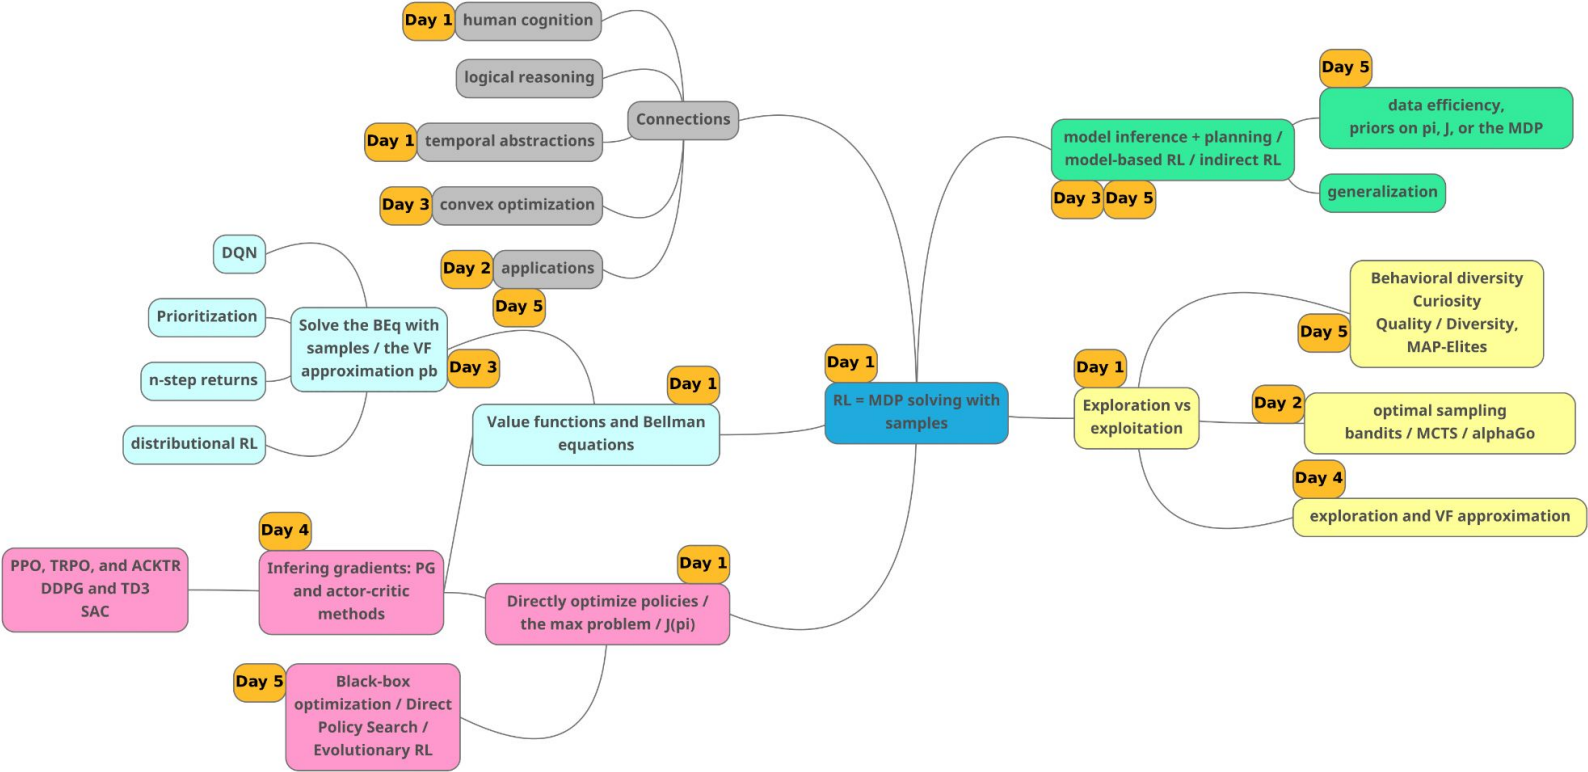 Day 1
human cognition
logical reasoning
Day 1
temporal abstractions
Day 3
convex optimization
Day 2
applications
Day 5
Connections
DQN
Prioritization
n-step returns
distributional RL
Solve the BEq with
samples / the VF
approximation pb
Day 3
Day 1
Value functions and Bellman
equations
Day 1
RL = MDP solving with
samples
Day 4
Infering gradients: PG
and actor-critic
methods
PPO, TRPO, and ACKTR
DDPG and TD3
SAC
Day 1
Directly optimize policies /
the max problem / J(pi)
Day 5
Black-box
optimization / Direct
Policy Search /
Evolutionary RL
model inference + planning /
model-based RL / indirect RL
Day 3
Day 5
Day 5
data efficiency,
priors on pi, J, or the MDP
generalization
Day 1
Exploration vs
exploitation
Day 5
Behavioral diversity
Curiosity
Quality / Diversity,
MAP-Elites
Day 2
optimal sampling
bandits / MCTS / alphaGo
Day 4
exploration and VF approximation